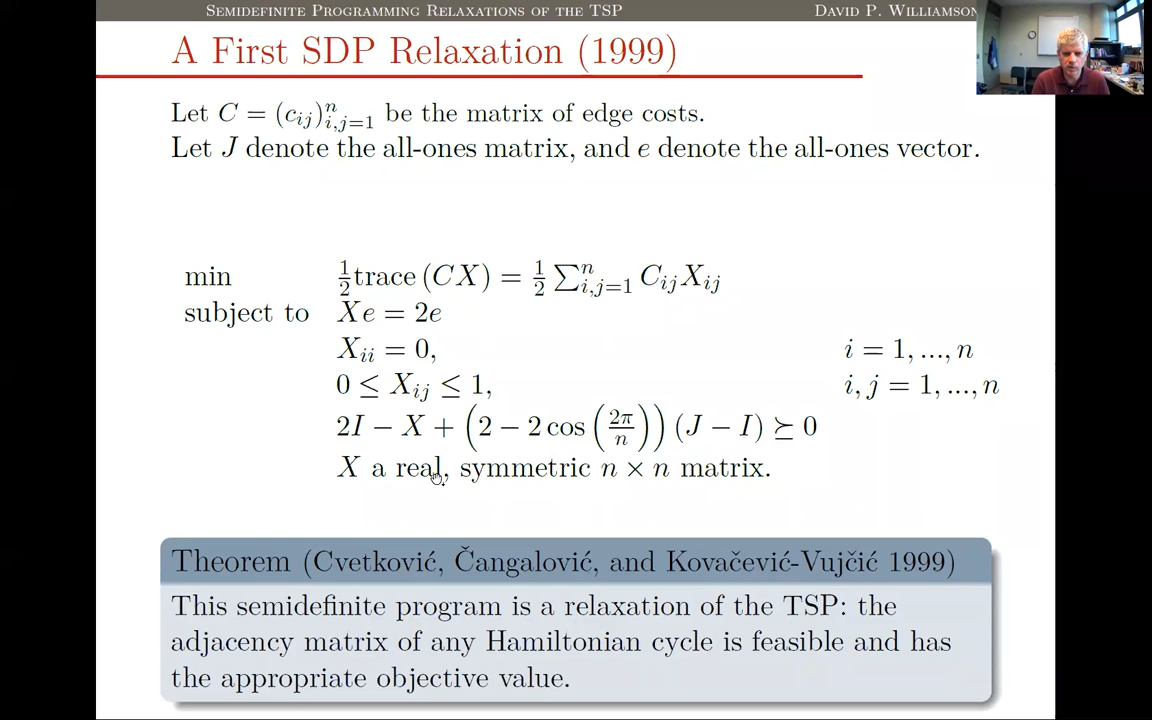 SEMIDEFINITE PROGRAMMING RELAXATIONS OF THE TSP DAVID P. WILLIAMSON
A First SDP Relaxation (1999)
Let C = (c_{ij})^n_{i,j=1} be the matrix of edge costs.
Let J denote the all-ones matrix, and e denote the all-ones vector.
min ½trace (CX) = ½ ∑^n_{i,j=1} C_{ij}X_{ij}
subject to Xe = 2e
X_{ii} = 0, i = 1, ..., n
0 ≤ X_{ij} ≤ 1, i, j = 1, ..., n
2I − X + (2 − 2 cos (2π/n)) (J − I) ⪰ 0
X a real, symmetric n × n matrix.
Theorem (Cvetković, Čangalović, and Kovačević-Vujčić 1999)
This semidefinite program is a relaxation of the TSP: the
adjacency matrix of any Hamiltonian cycle is feasible and has
the appropriate objective value.